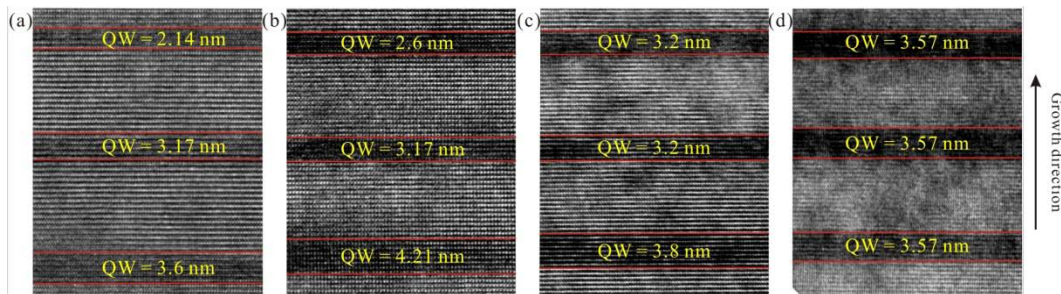 (a)
QW = 2.14 nm
QW = 3.17 nm
QW = 3.6 nm
(b)
QW = 2.6 nm
QW = 3.17 nm
QW = 4.21 nm
(c)
QW = 3.2 nm
QW = 3.2 nm
QW = 3.8 nm
(d)
QW = 3.57 nm
QW = 3.57 nm
QW = 3.57 nm
Growth direction